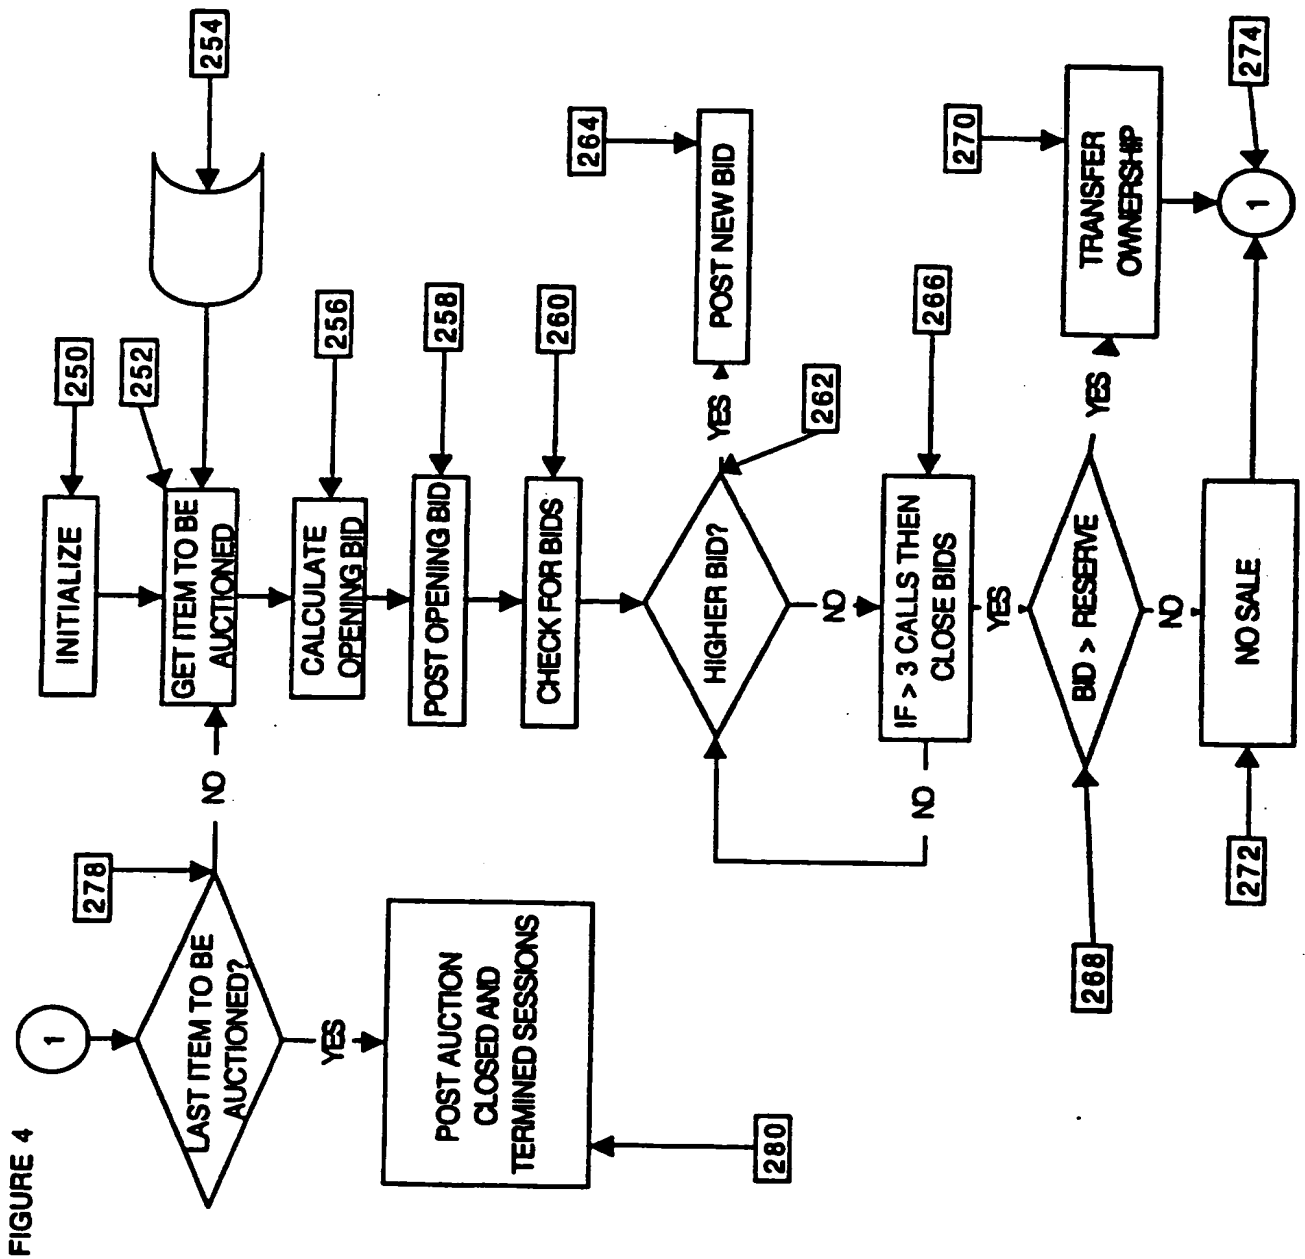 FIGURE 4
1
LAST ITEM TO BE
AUCTIONED?
278
NO
YES
POST AUCTION
CLOSED AND
TERMINED SESSIONS
280
INITIALIZE
250
252
GET ITEM TO BE
AUCTIONED
254
CALCULATE
OPENING BID
256
POST OPENING BID
258
CHECK FOR BIDS
260
HIGHER BID?
262
YES
POST NEW BID
264
NO
IF > 3 CALLS THEN
CLOSE BIDS
266
NO
YES
BID > RESERVE
268
YES
TRANSFER
OWNERSHIP
270
NO
NO SALE
272
1
274